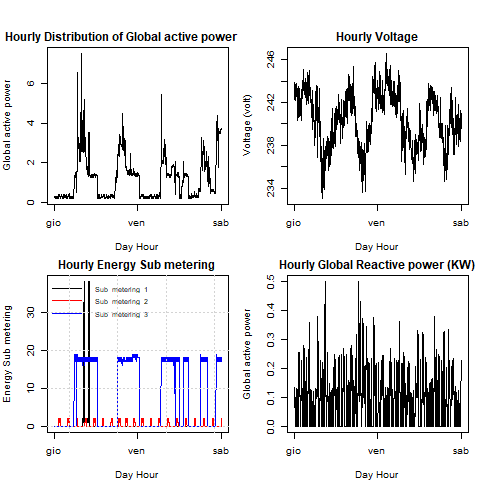 Hourly Distribution of Global active power
Global active power
0 2 4 6
gio ven sab
Day Hour
Hourly Voltage
Voltage (volt)
234 238 242 246
gio ven sab
Day Hour
Hourly Energy Sub metering
Energy Sub metering
0 10 20 30
Sub metering 1
Sub metering 2
Sub metering 3
gio ven sab
Day Hour
Hourly Global Reactive power (KW)
Global active power
0.0 0.1 0.2 0.3 0.4 0.5
gio ven sab
Day Hour